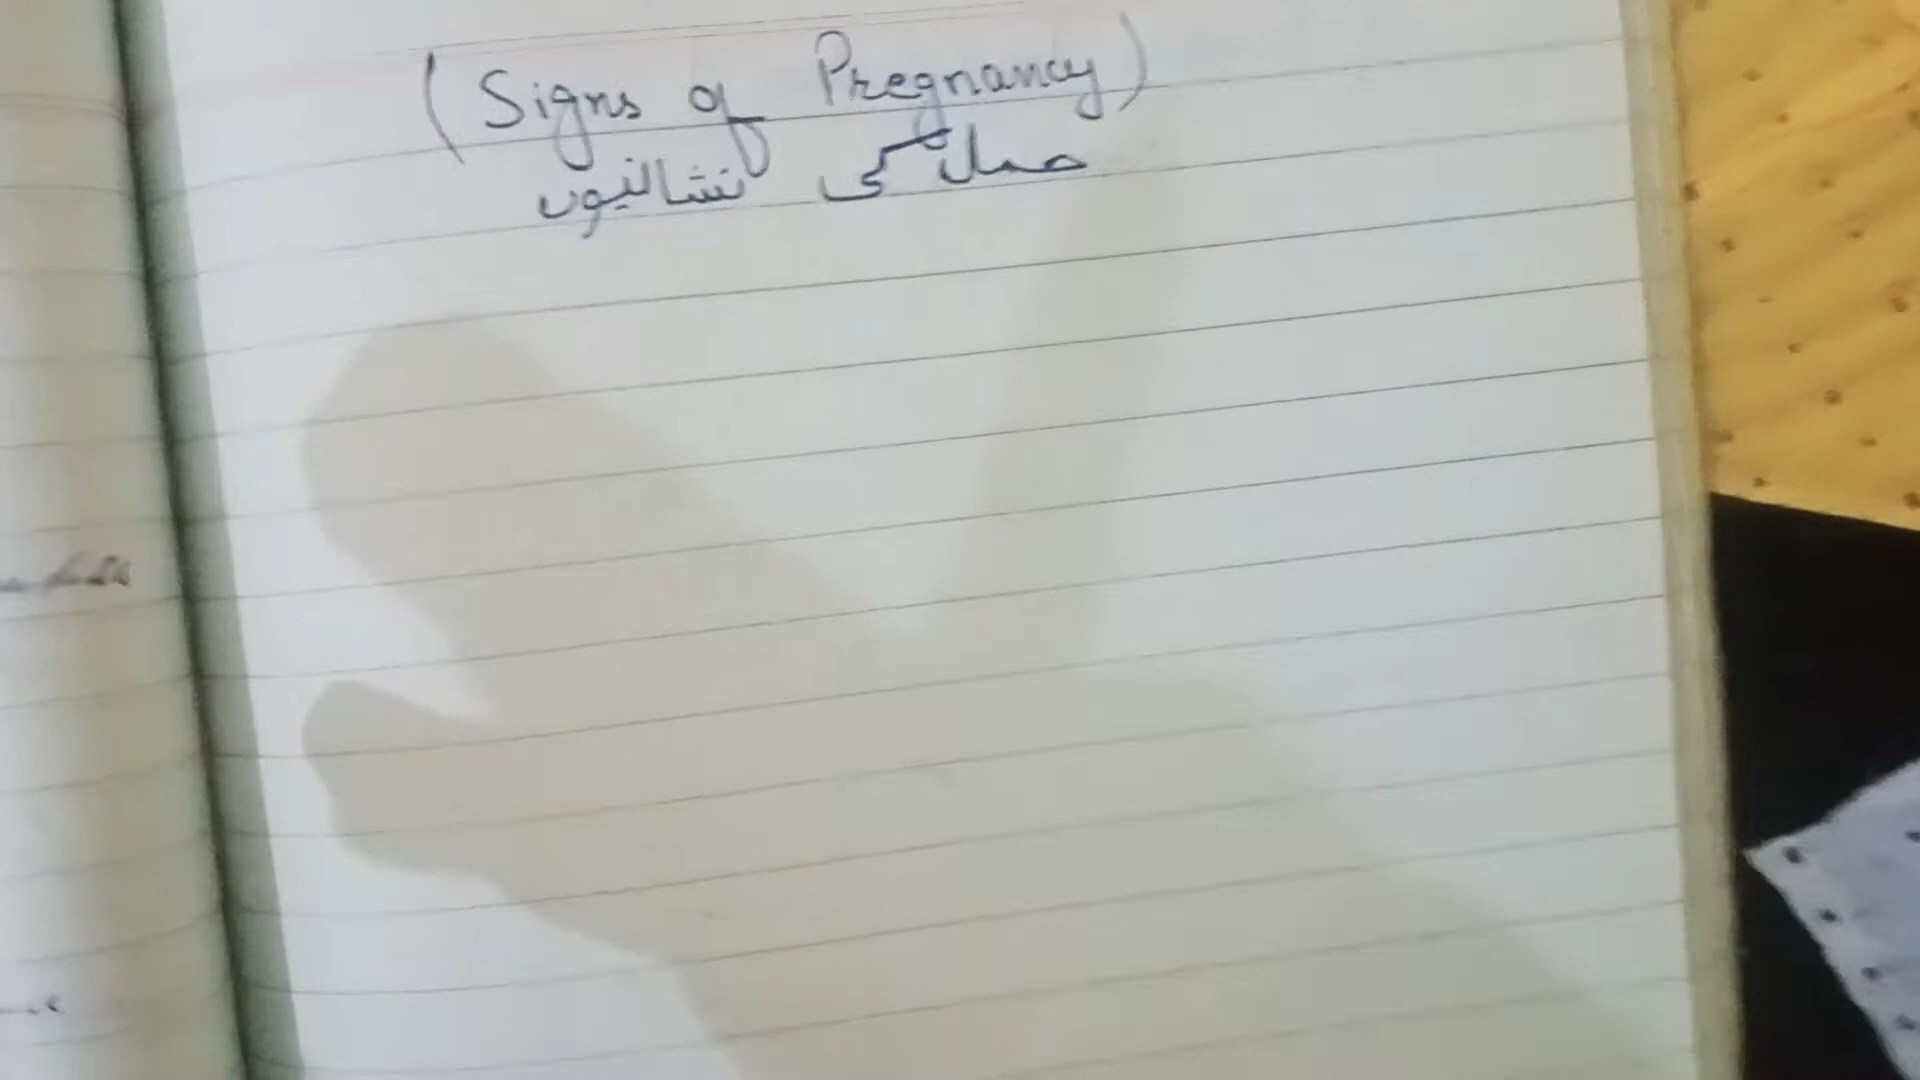 (Signs of Pregnancy)
حمل کی نشانیوں